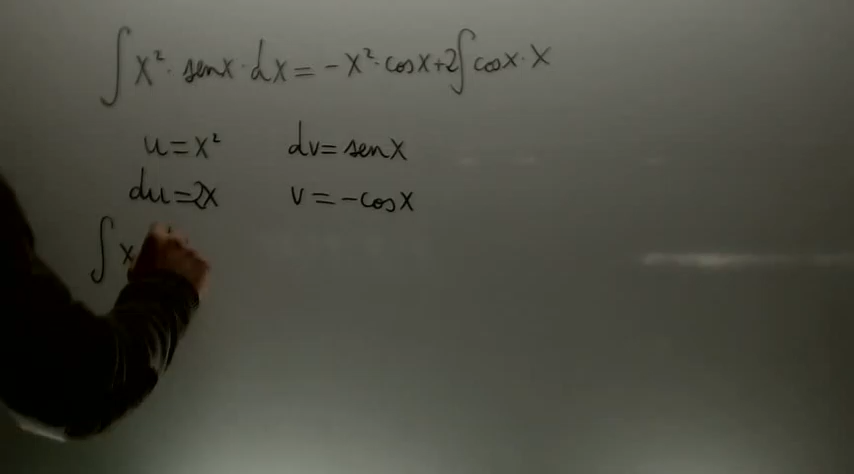 ∫x²·senx·dx=-x²·cosx+2∫cosx·x
u=x² dv=senx
du=2x v=-cosx
∫x